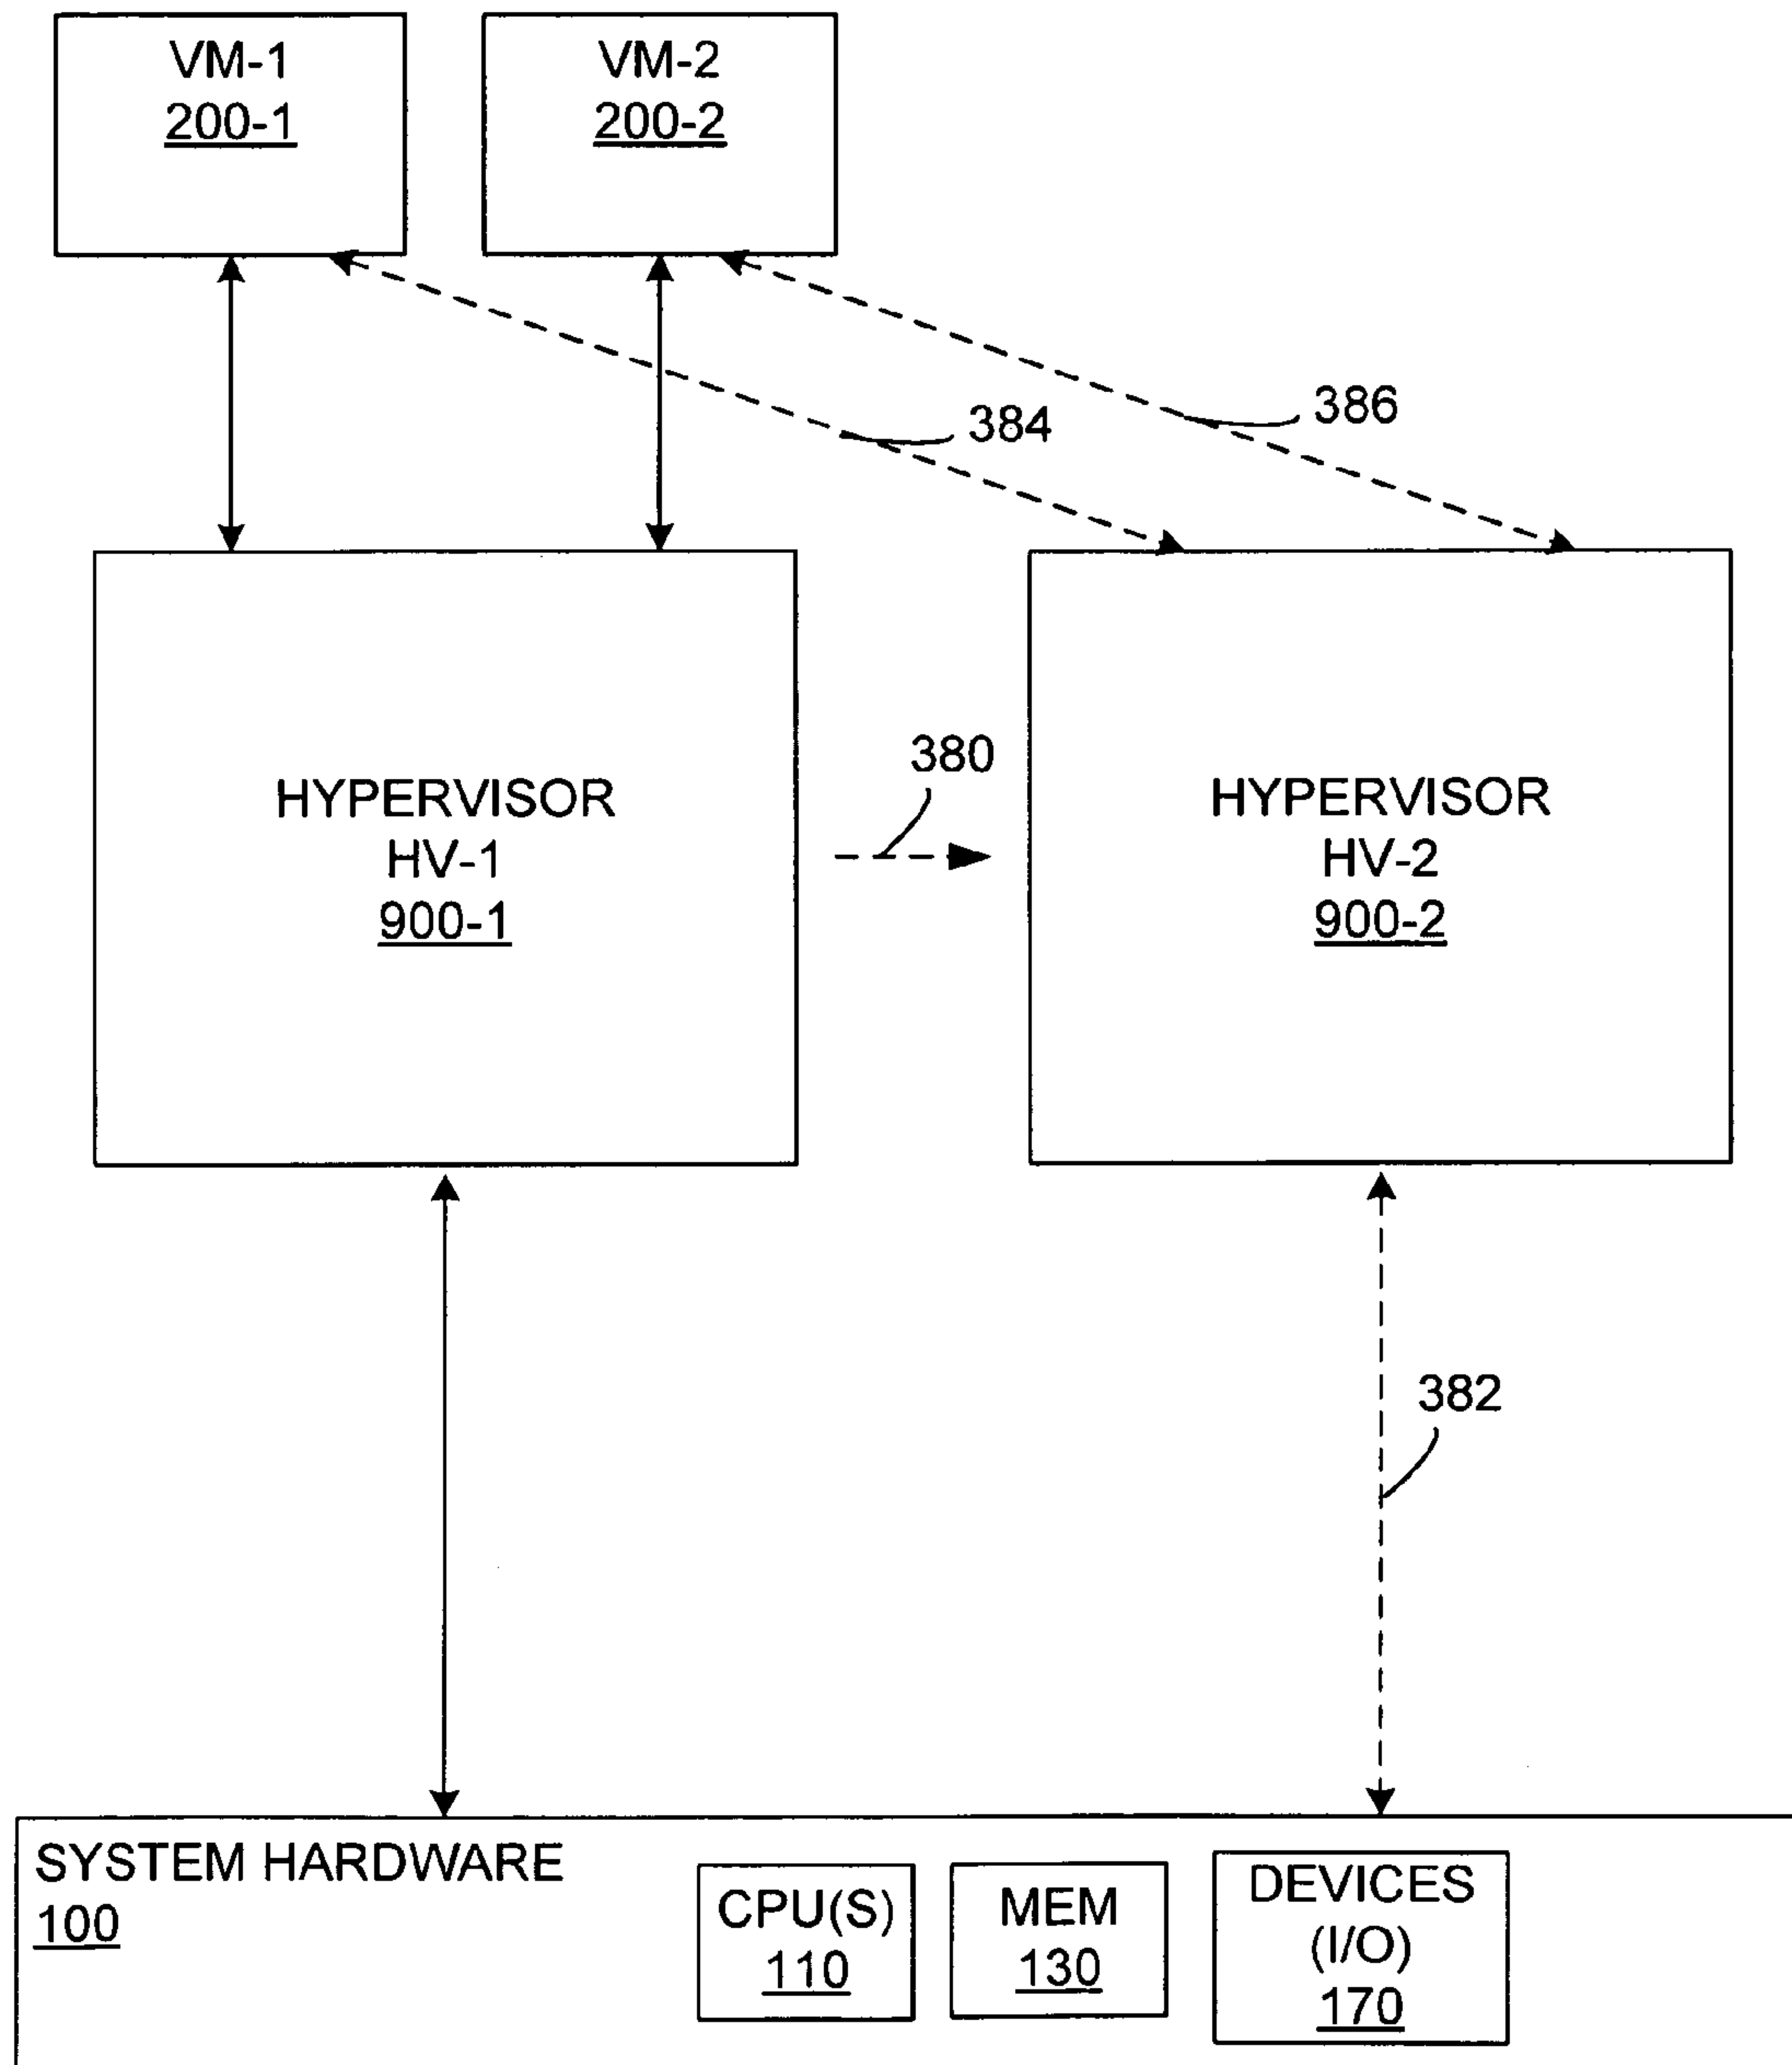 VM-1
200-1
VM-2
200-2
384
386
380
HYPERVISOR
HV-1
900-1
HYPERVISOR
HV-2
900-2
382
SYSTEM HARDWARE
100
CPU(S)
110
MEM
130
DEVICES
(I/O)
170